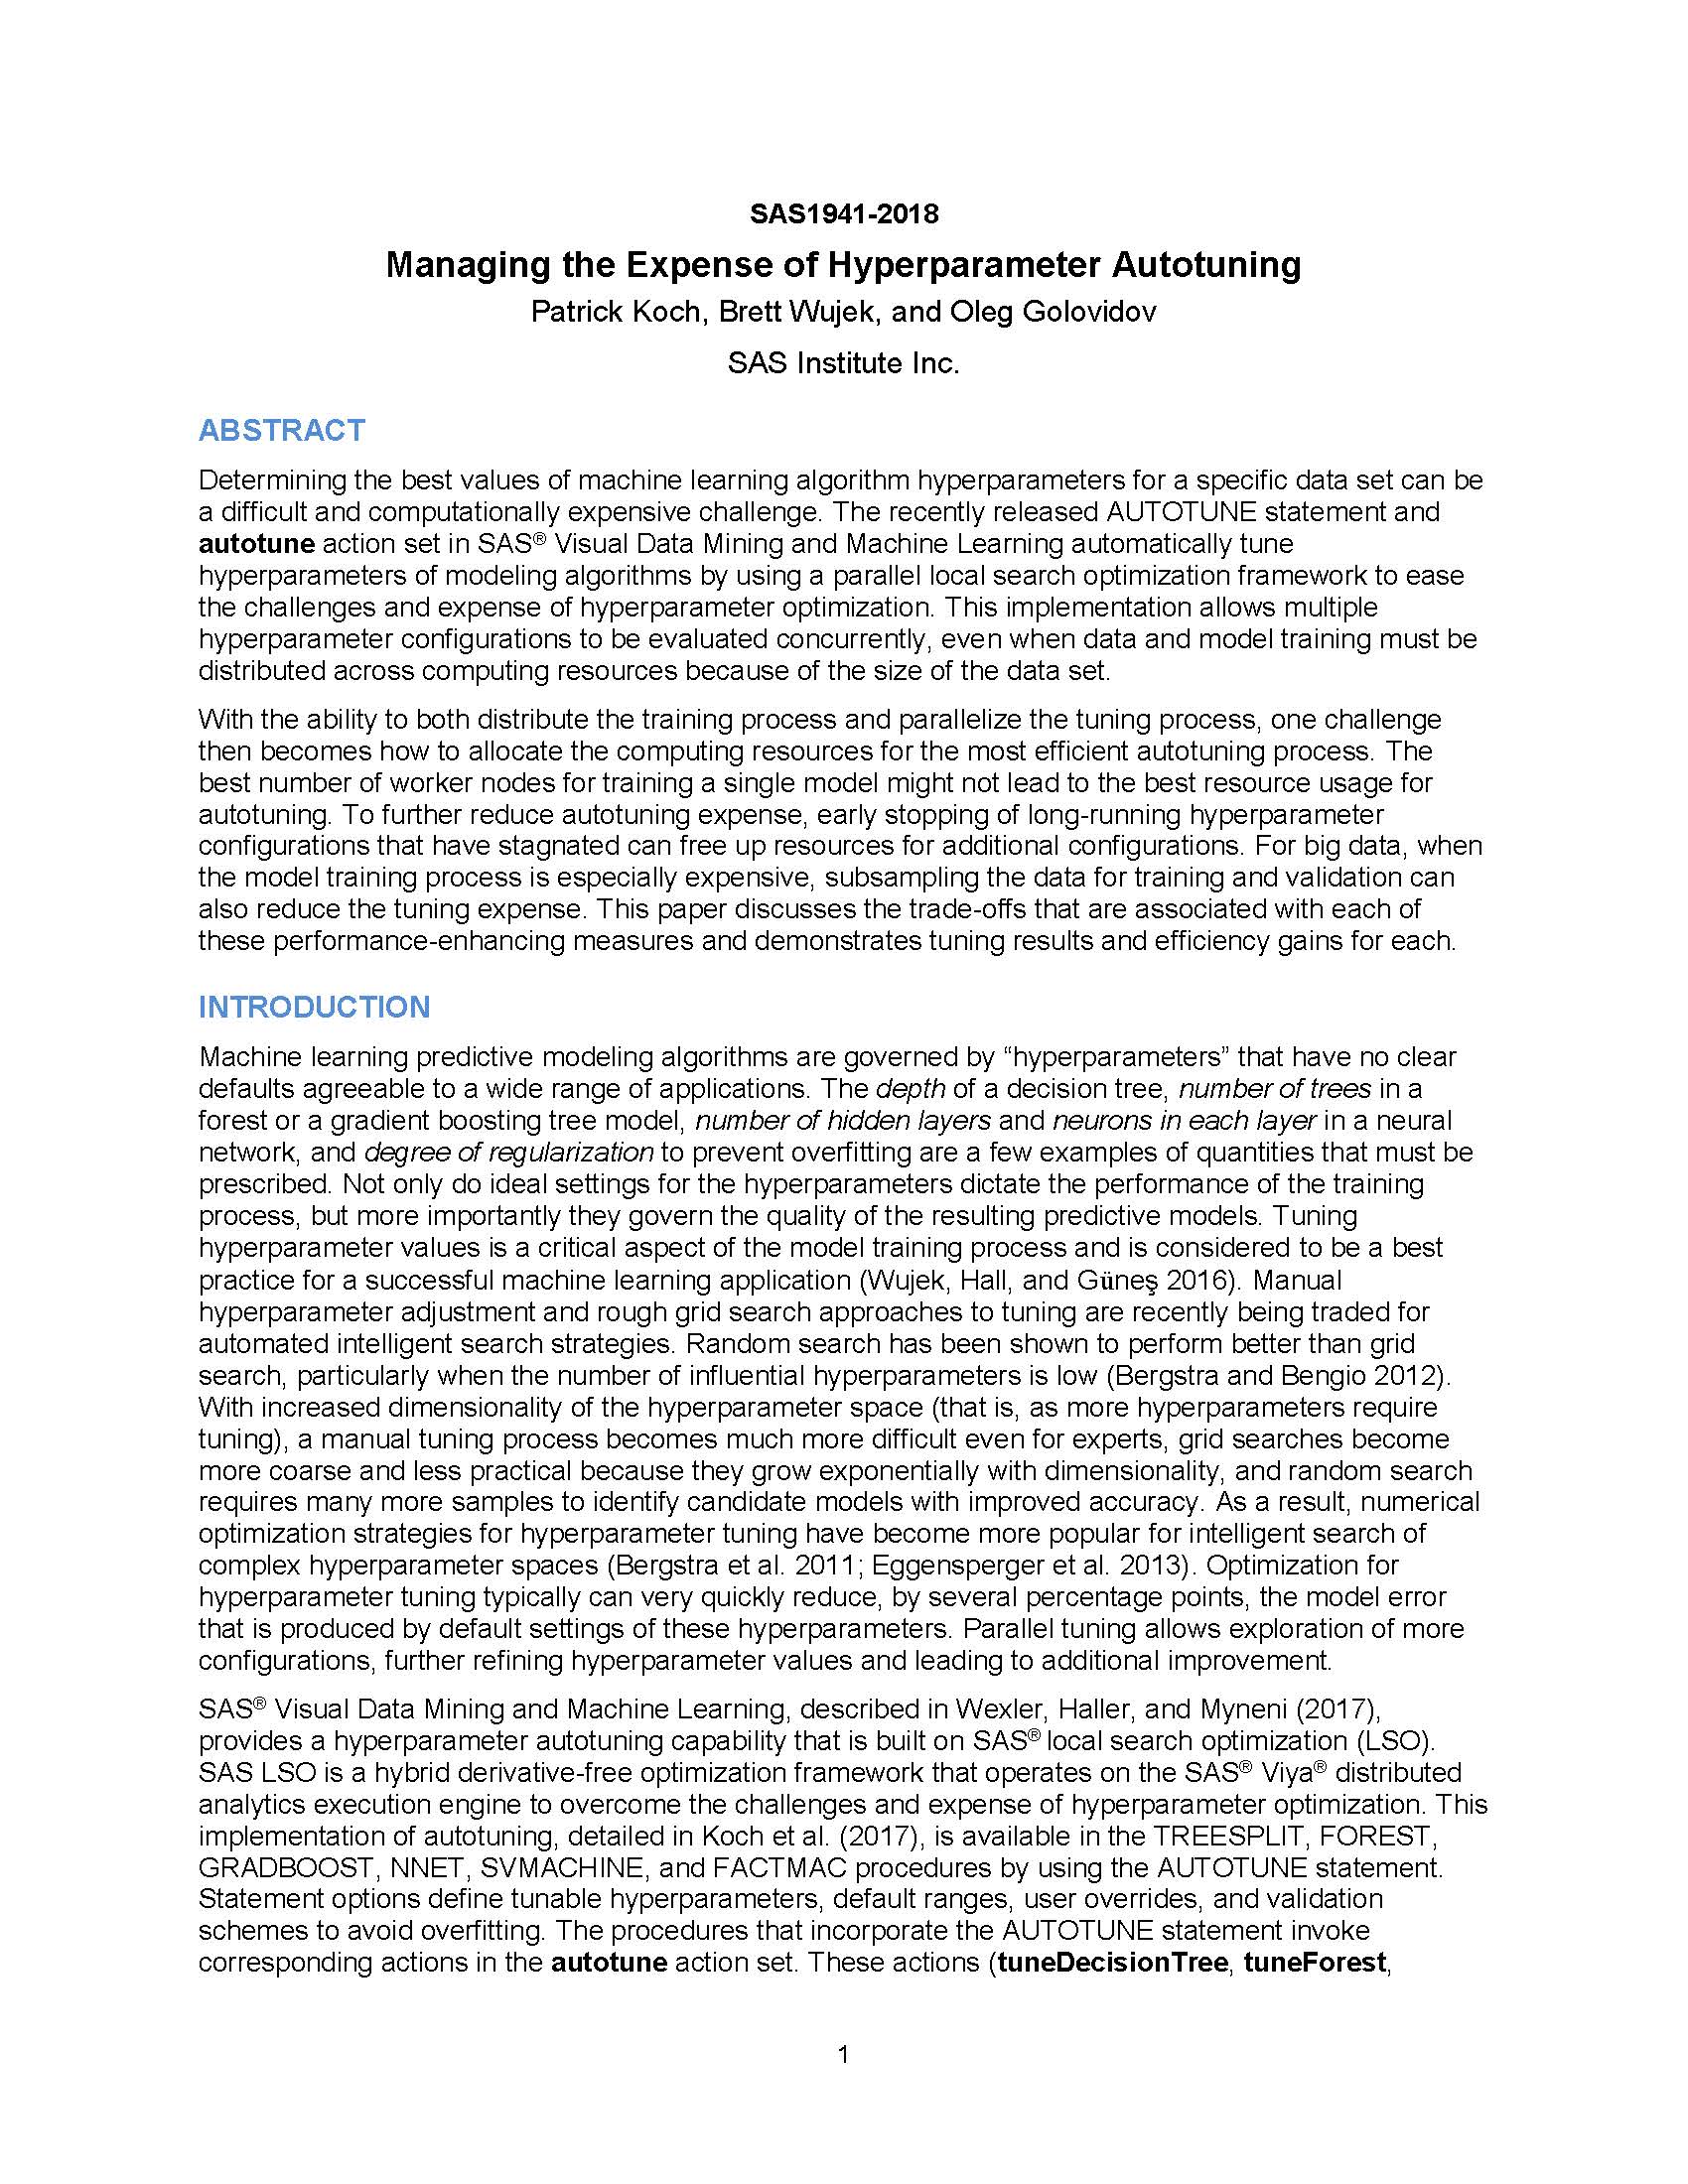 SAS1941-2018
Managing the Expense of Hyperparameter Autotuning
Patrick Koch, Brett Wujek, and Oleg Golovidov
SAS Institute Inc.
ABSTRACT
Determining the best values of machine learning algorithm hyperparameters for a specific data set can be
a difficult and computationally expensive challenge. The recently released AUTOTUNE statement and
autotune action set in SAS® Visual Data Mining and Machine Learning automatically tune
hyperparameters of modeling algorithms by using a parallel local search optimization framework to ease
the challenges and expense of hyperparameter optimization. This implementation allows multiple
hyperparameter configurations to be evaluated concurrently, even when data and model training must be
distributed across computing resources because of the size of the data set.
With the ability to both distribute the training process and parallelize the tuning process, one challenge
then becomes how to allocate the computing resources for the most efficient autotuning process. The
best number of worker nodes for training a single model might not lead to the best resource usage for
autotuning. To further reduce autotuning expense, early stopping of long-running hyperparameter
configurations that have stagnated can free up resources for additional configurations. For big data, when
the model training process is especially expensive, subsampling the data for training and validation can
also reduce the tuning expense. This paper discusses the trade-offs that are associated with each of
these performance-enhancing measures and demonstrates tuning results and efficiency gains for each.
INTRODUCTION
Machine learning predictive modeling algorithms are governed by “hyperparameters” that have no clear
defaults agreeable to a wide range of applications. The depth of a decision tree, number of trees in a
forest or a gradient boosting tree model, number of hidden layers and neurons in each layer in a neural
network, and degree of regularization to prevent overfitting are a few examples of quantities that must be
prescribed. Not only do ideal settings for the hyperparameters dictate the performance of the training
process, but more importantly they govern the quality of the resulting predictive models. Tuning
hyperparameter values is a critical aspect of the model training process and is considered to be a best
practice for a successful machine learning application (Wujek, Hall, and Güneş 2016). Manual
hyperparameter adjustment and rough grid search approaches to tuning are recently being traded for
automated intelligent search strategies. Random search has been shown to perform better than grid
search, particularly when the number of influential hyperparameters is low (Bergstra and Bengio 2012).
With increased dimensionality of the hyperparameter space (that is, as more hyperparameters require
tuning), a manual tuning process becomes much more difficult even for experts, grid searches become
more coarse and less practical because they grow exponentially with dimensionality, and random search
requires many more samples to identify candidate models with improved accuracy. As a result, numerical
optimization strategies for hyperparameter tuning have become more popular for intelligent search of
complex hyperparameter spaces (Bergstra et al. 2011; Eggensperger et al. 2013). Optimization for
hyperparameter tuning typically can very quickly reduce, by several percentage points, the model error
that is produced by default settings of these hyperparameters. Parallel tuning allows exploration of more
configurations, further refining hyperparameter values and leading to additional improvement.
SAS® Visual Data Mining and Machine Learning, described in Wexler, Haller, and Myneni (2017),
provides a hyperparameter autotuning capability that is built on SAS® local search optimization (LSO).
SAS LSO is a hybrid derivative-free optimization framework that operates on the SAS® Viya® distributed
analytics execution engine to overcome the challenges and expense of hyperparameter optimization. This
implementation of autotuning, detailed in Koch et al. (2017), is available in the TREESPLIT, FOREST,
GRADBOOST, NNET, SVMACHINE, and FACTMAC procedures by using the AUTOTUNE statement.
Statement options define tunable hyperparameters, default ranges, user overrides, and validation
schemes to avoid overfitting. The procedures that incorporate the AUTOTUNE statement invoke
corresponding actions in the autotune action set. These actions (tuneDecisionTree, tuneForest,
1